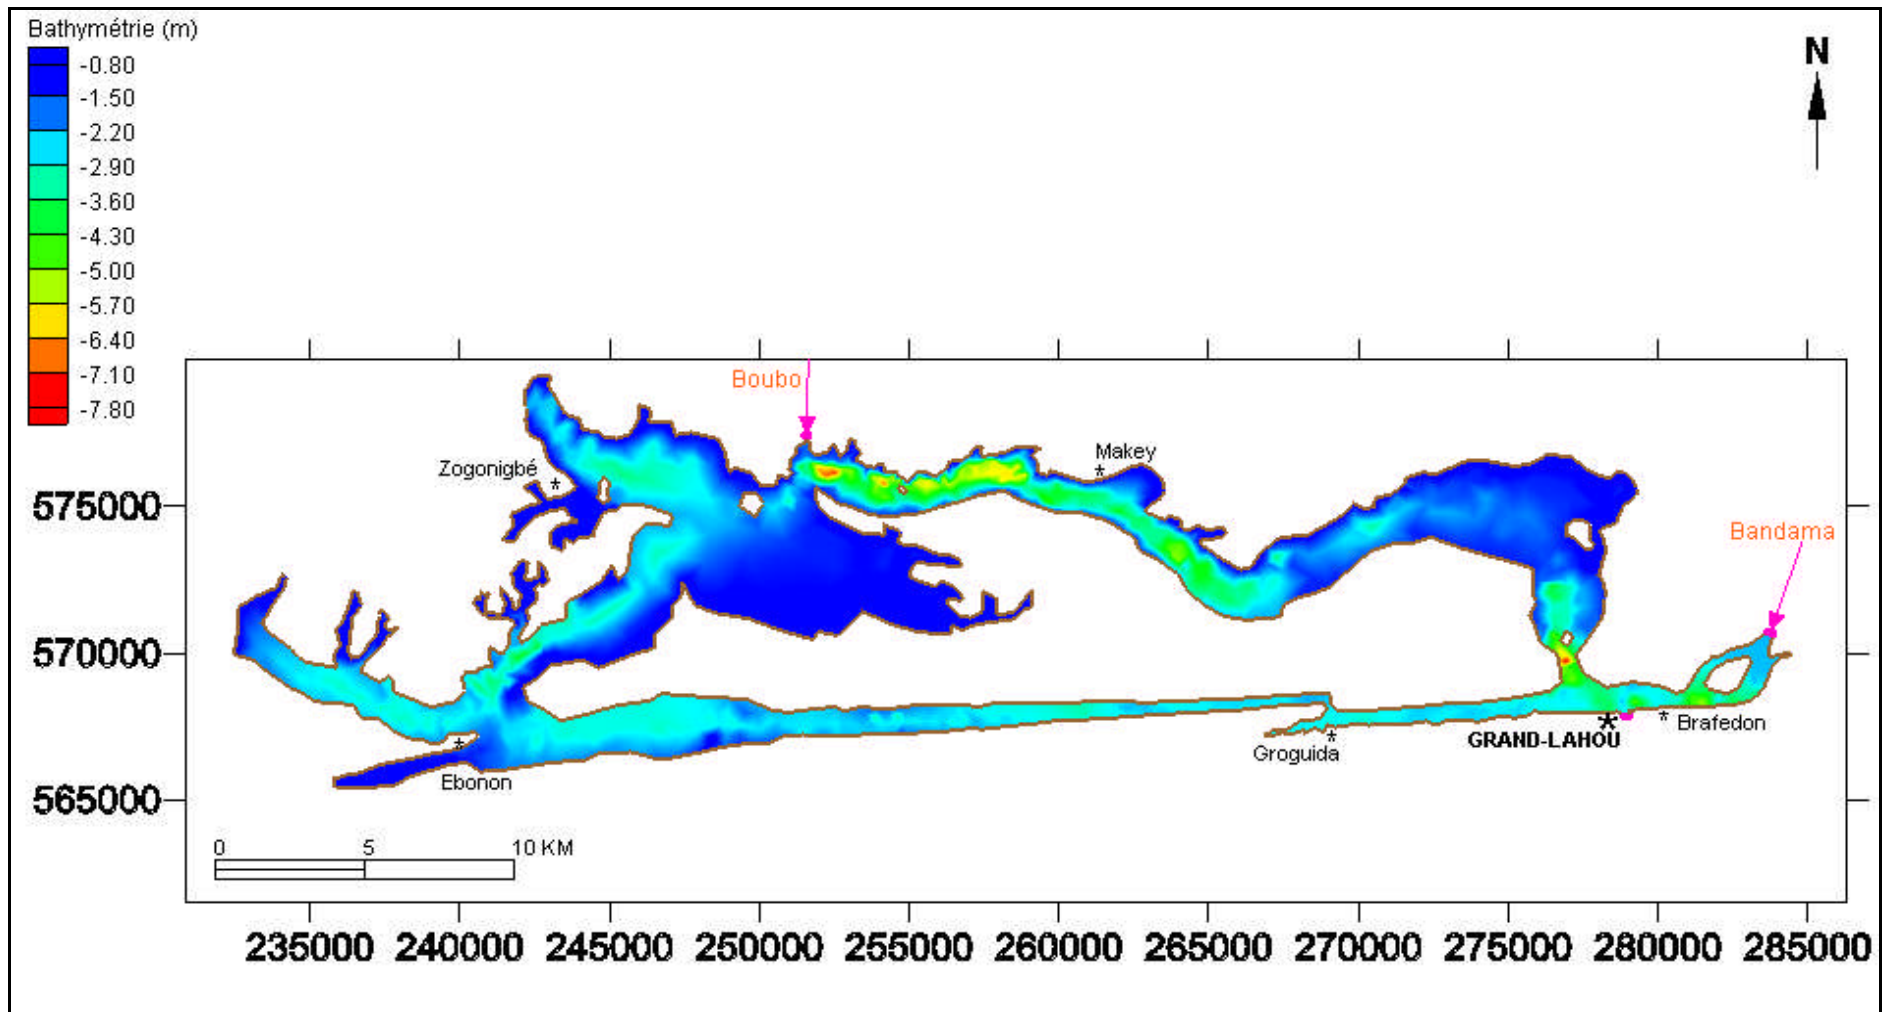 Bathymétrie (m)
-0.80
-1.50
-2.20
-2.90
-3.60
-4.30
-5.00
-5.70
-6.40
-7.10
-7.80
N
Boubo
Makey
Zogonigbé
575000
Bandama
570000
Brafedon
GRAND-LAHOU
Groguida
Ebonon
565000
0 5 10 KM
235000 240000 245000 250000 255000 260000 265000 270000 275000 280000 285000